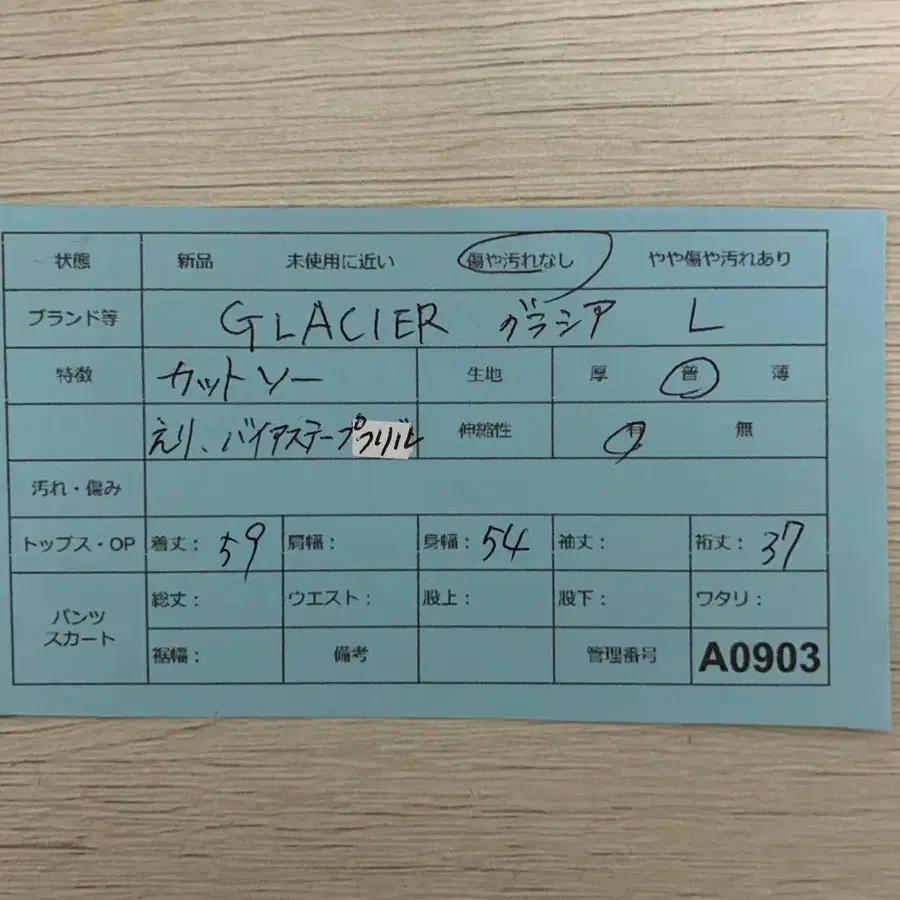 状態 新品 未使用に近い 傷や汚れなし やや傷や汚れあり
ブランド等 GLACIER グラシア L
特徴 カットソー 生地 厚 普 薄
えり、バイアステープフリル 伸縮性 有 無
汚れ・傷み
トップス・OP 着丈: 59 肩幅: 身幅: 54 袖丈: 裄丈: 37
パンツ
スカート
総丈: ウエスト: 股上: 股下: ワタリ:
裾幅: 備考 管理番号 A0903